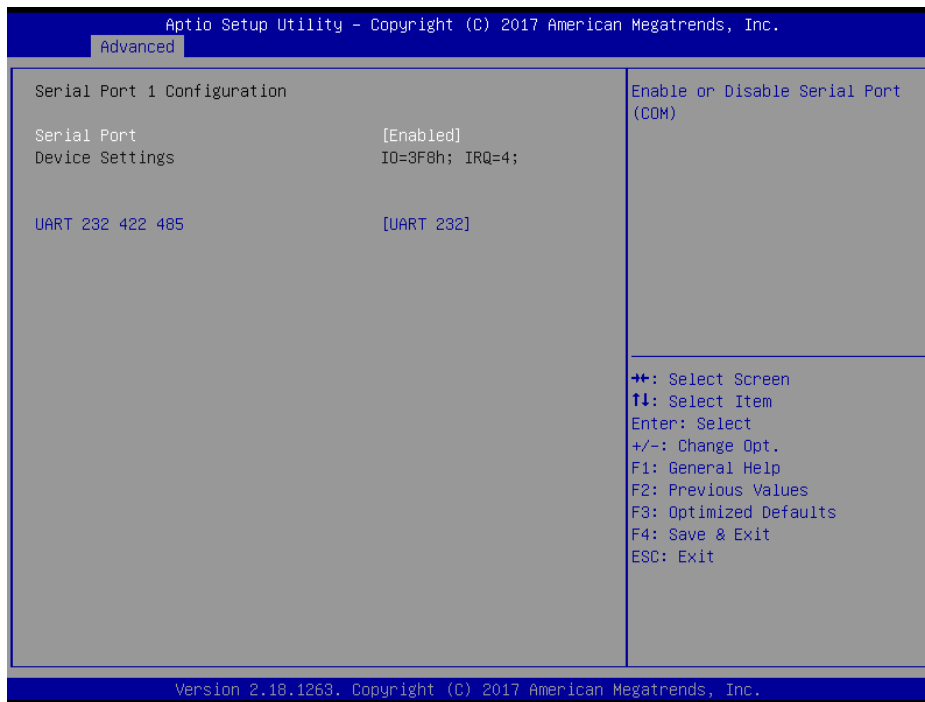 Aptio Setup Utility – Copyright (C) 2017 American Megatrends, Inc.
Advanced
Serial Port 1 Configuration
Serial Port [Enabled]
Device Settings IO=3F8h; IRQ=4;
UART 232 422 485 [UART 232]
Enable or Disable Serial Port
(COM)
→←: Select Screen
↑↓: Select Item
Enter: Select
+/-: Change Opt.
F1: General Help
F2: Previous Values
F3: Optimized Defaults
F4: Save & Exit
ESC: Exit
Version 2.18.1263. Copyright (C) 2017 American Megatrends, Inc.